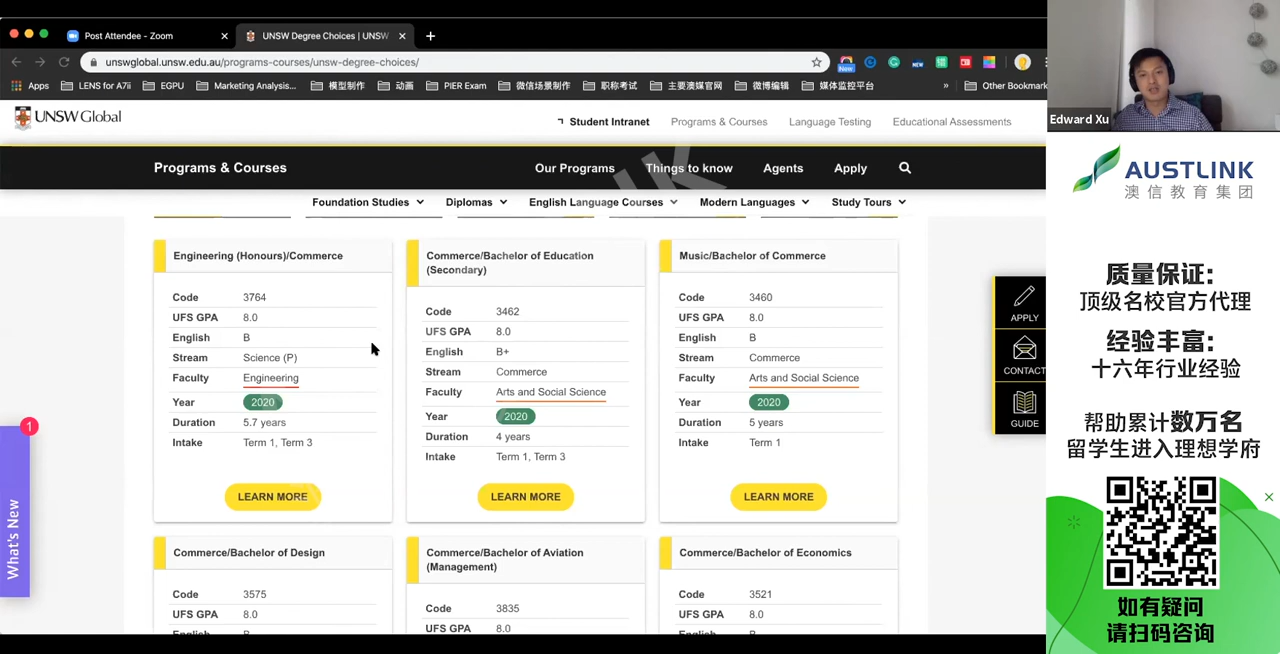 Post Attendee - Zoom
UNSW Degree Choices | UNSW
unswglobal.unsw.edu.au/programs-courses/unsw-degree-choices/
Apps
LENS for A7ii
EGPU
Marketing Analysis...
模型制作
动画
PIER Exam
微信场景制作
职称考试
主要澳媒官网
微博编辑
媒体监控平台
»
Other Bookmark
New
NEW
UNSW Global
Student Intranet
Programs & Courses
Language Testing
Educational Assessments
Programs & Courses
Our Programs
Things to know
Agents
Apply
Foundation Studies
Diplomas
English Language Courses
Modern Languages
Study Tours
Engineering (Honours)/Commerce
Code 3764
UFS GPA 8.0
English B
Stream Science (P)
Faculty Engineering
Year 2020
Duration 5.7 years
Intake Term 1, Term 3
LEARN MORE
Commerce/Bachelor of Education
(Secondary)
Code 3462
UFS GPA 8.0
English B+
Stream Commerce
Faculty Arts and Social Science
Year 2020
Duration 4 years
Intake Term 1, Term 3
LEARN MORE
Music/Bachelor of Commerce
Code 3460
UFS GPA 8.0
English B
Stream Commerce
Faculty Arts and Social Science
Year 2020
Duration 5 years
Intake Term 1
LEARN MORE
Commerce/Bachelor of Design
Code 3575
UFS GPA 8.0
English B
Commerce/Bachelor of Aviation
(Management)
Code 3835
UFS GPA 8.0
Commerce/Bachelor of Economics
Code 3521
UFS GPA 8.0
English B
APPLY
CONTACT
GUIDE
1
What's New
Edward Xu
AUSTLINK
澳信教育集团
质量保证:
顶级名校官方代理
经验丰富:
十六年行业经验
帮助累计数万名
留学生进入理想学府
如有疑问
请扫码咨询